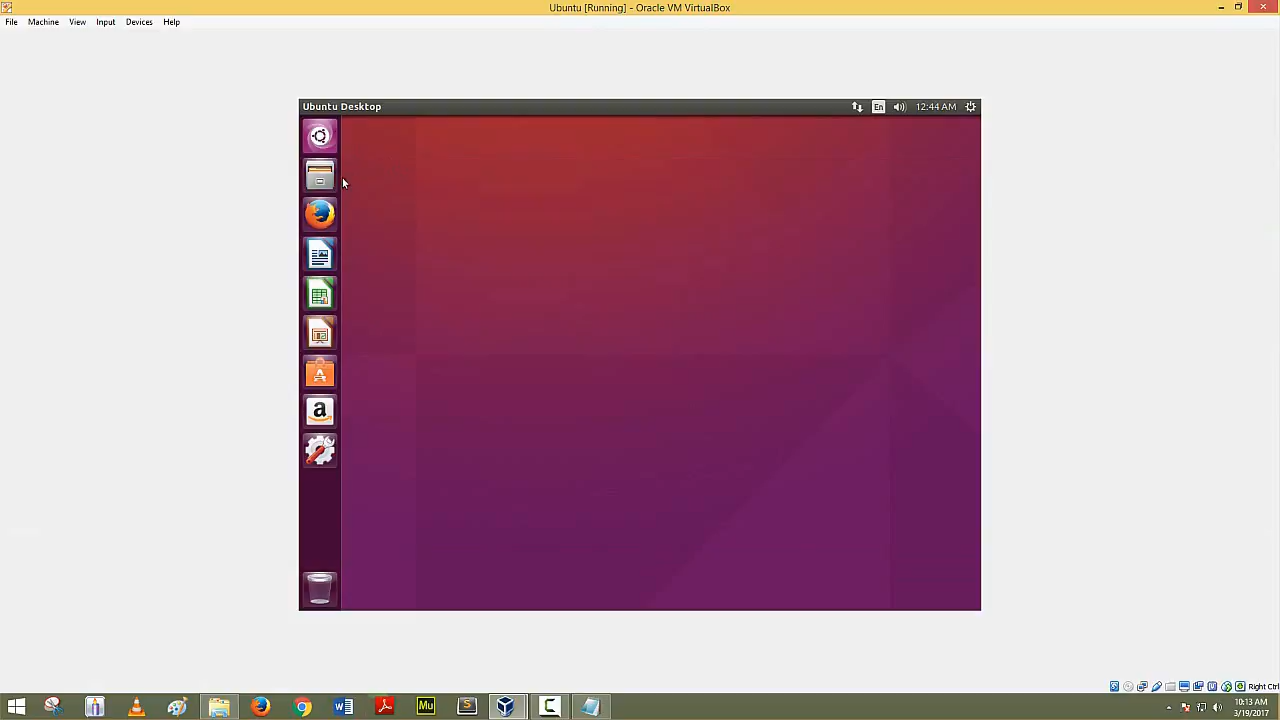 Ubuntu [Running] - Oracle VM VirtualBox
File Machine View Input Devices Help
Ubuntu Desktop
En
12:44 AM
a
Right Ctrl
W
Mu
S
C
10:13 AM
3/19/2017